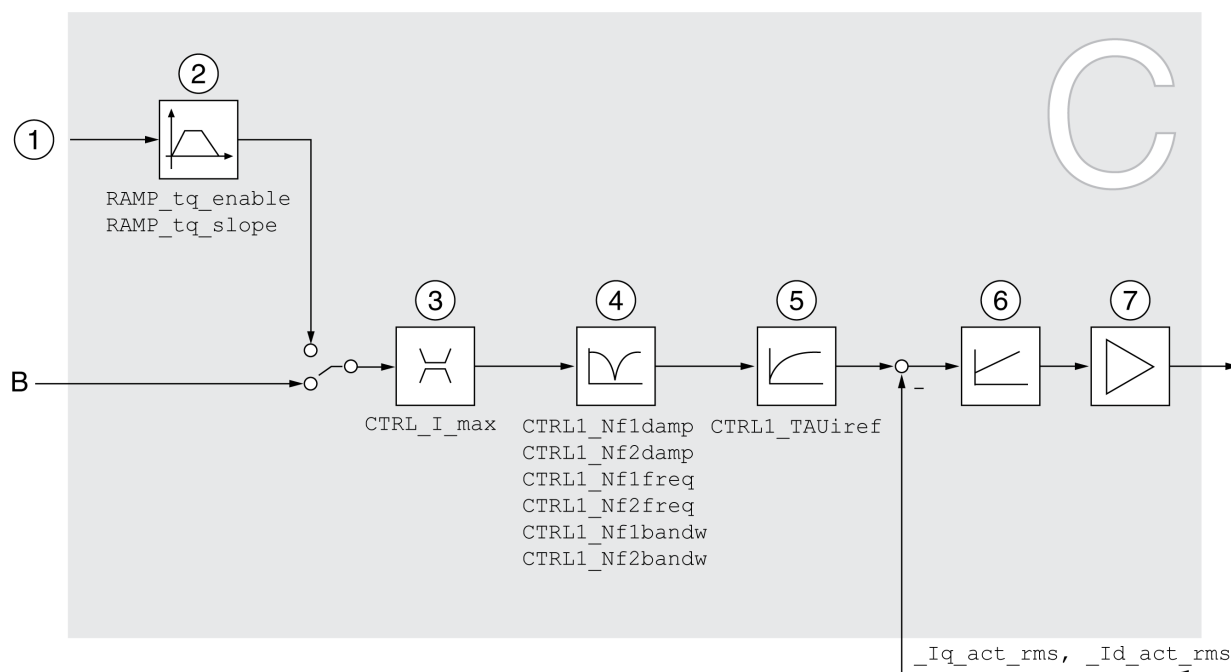 C
2
1
RAMP_tq_enable
RAMP_tq_slope
3
4
5
6
7
B
–
CTRL_I_max
CTRL1_Nf1damp
CTRL1_Nf2damp
CTRL1_Nf1freq
CTRL1_Nf2freq
CTRL1_Nf1bandw
CTRL1_Nf2bandw
CTRL1_TAUiref
_Iq_act_rms, _Id_act_rms